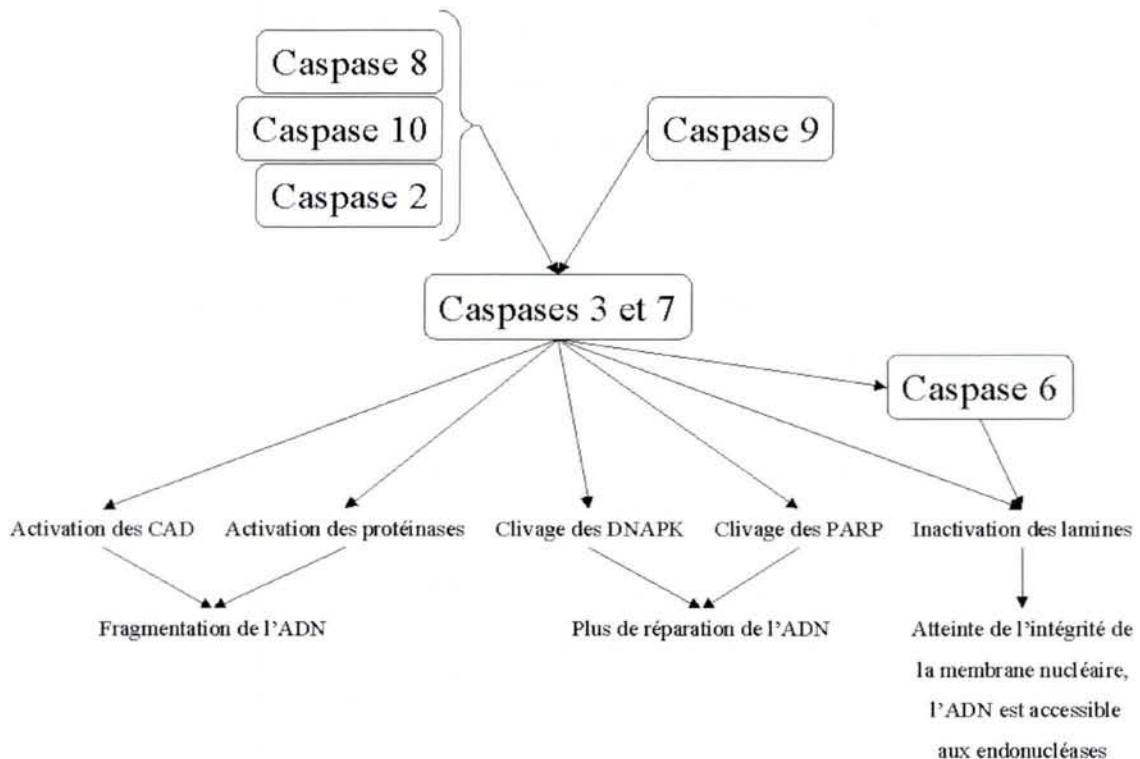 Caspase 8
Caspase 10
Caspase 9
Caspase 2
Caspases 3 et 7
Caspase 6
Activation des CAD
Activation des protéinases
Clivage des DNAPK
Clivage des PARP
Inactivation des lamines
Fragmentation de l'ADN
Plus de réparation de l'ADN
Atteinte de l'intégrité de
la membrane nucléaire,
l'ADN est accessible
aux endonucléases